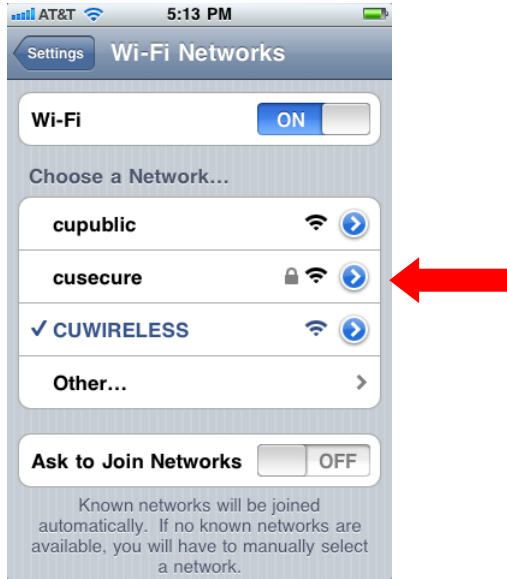 AT&T 5:13 PM
Settings Wi-Fi Networks
Wi-Fi ON
Choose a Network...
cupublic
cusecure
CUWIRELESS
Other...
Ask to Join Networks OFF
Known networks will be joined
automatically.  If no known networks are
available, you will have to manually select
a network.